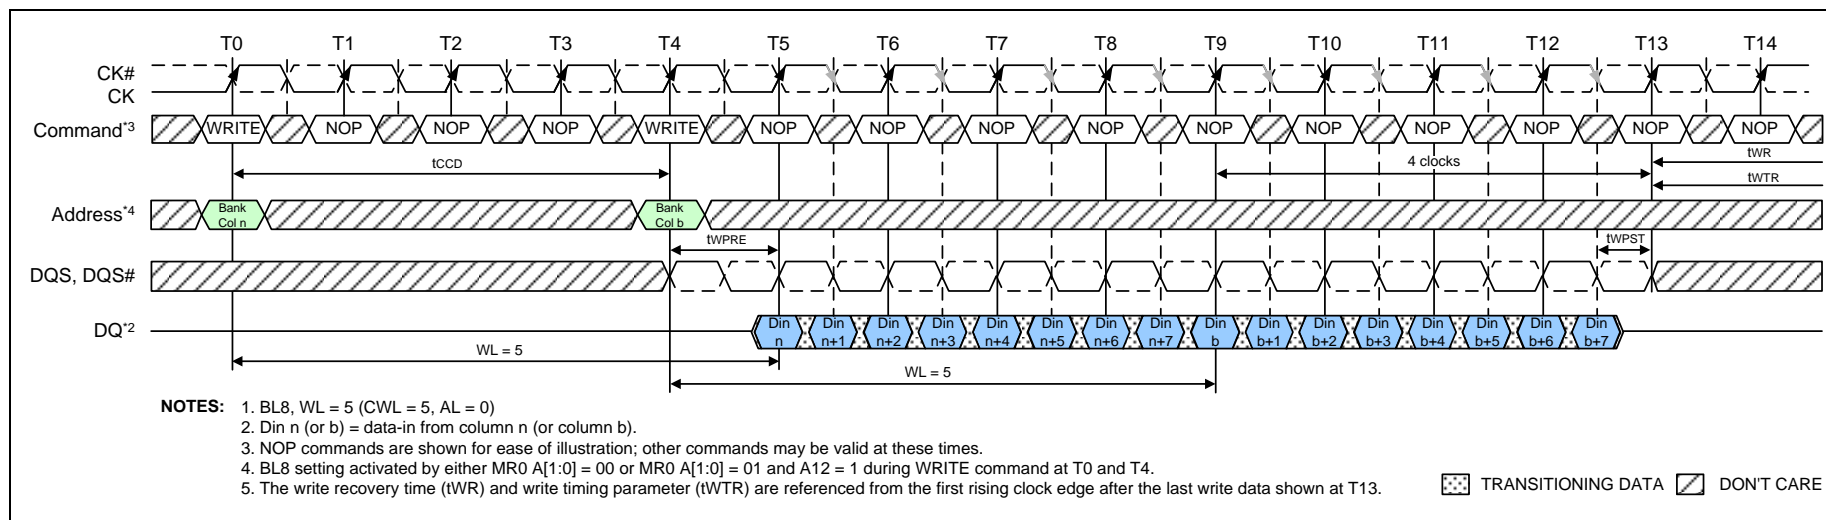 T0 T1 T2 T3 T4 T5 T6 T7 T8 T9 T10 T11 T12 T13 T14
CK#
CK
Command*3 WRITE NOP NOP NOP WRITE NOP NOP NOP NOP NOP NOP NOP NOP NOP NOP
tCCD 4 clocks tWR
tWTR
Address*4 Bank Col n Bank Col b
tWPRE tWPST
DQS, DQS#
DQ*2 Din n Din n+1 Din n+2 Din n+3 Din n+4 Din n+5 Din n+6 Din n+7 Din b Din b+1 Din b+2 Din b+3 Din b+4 Din b+5 Din b+6 Din b+7
WL = 5
WL = 5
NOTES: 1. BL8, WL = 5 (CWL = 5, AL = 0)
2. Din n (or b) = data-in from column n (or column b).
3. NOP commands are shown for ease of illustration; other commands may be valid at these times.
4. BL8 setting activated by either MR0 A[1:0] = 00 or MR0 A[1:0] = 01 and A12 = 1 during WRITE command at T0 and T4.
5. The write recovery time (tWR) and write timing parameter (tWTR) are referenced from the first rising clock edge after the last write data shown at T13.
TRANSITIONING DATA DON'T CARE